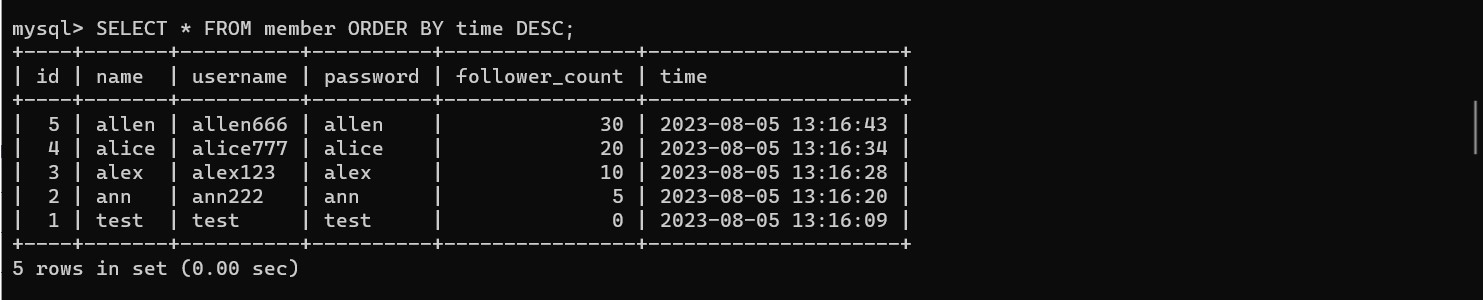 mysql> SELECT * FROM member ORDER BY time DESC;
+----+-------+----------+----------+----------------+---------------------+
| id | name  | username | password | follower_count | time                |
+----+-------+----------+----------+----------------+---------------------+
|  5 | allen | allen666 | allen    |             30 | 2023-08-05 13:16:43 |
|  4 | alice | alice777 | alice    |             20 | 2023-08-05 13:16:34 |
|  3 | alex  | alex123  | alex     |             10 | 2023-08-05 13:16:28 |
|  2 | ann   | ann222   | ann      |              5 | 2023-08-05 13:16:20 |
|  1 | test  | test     | test     |              0 | 2023-08-05 13:16:09 |
+----+-------+----------+----------+----------------+---------------------+
5 rows in set (0.00 sec)